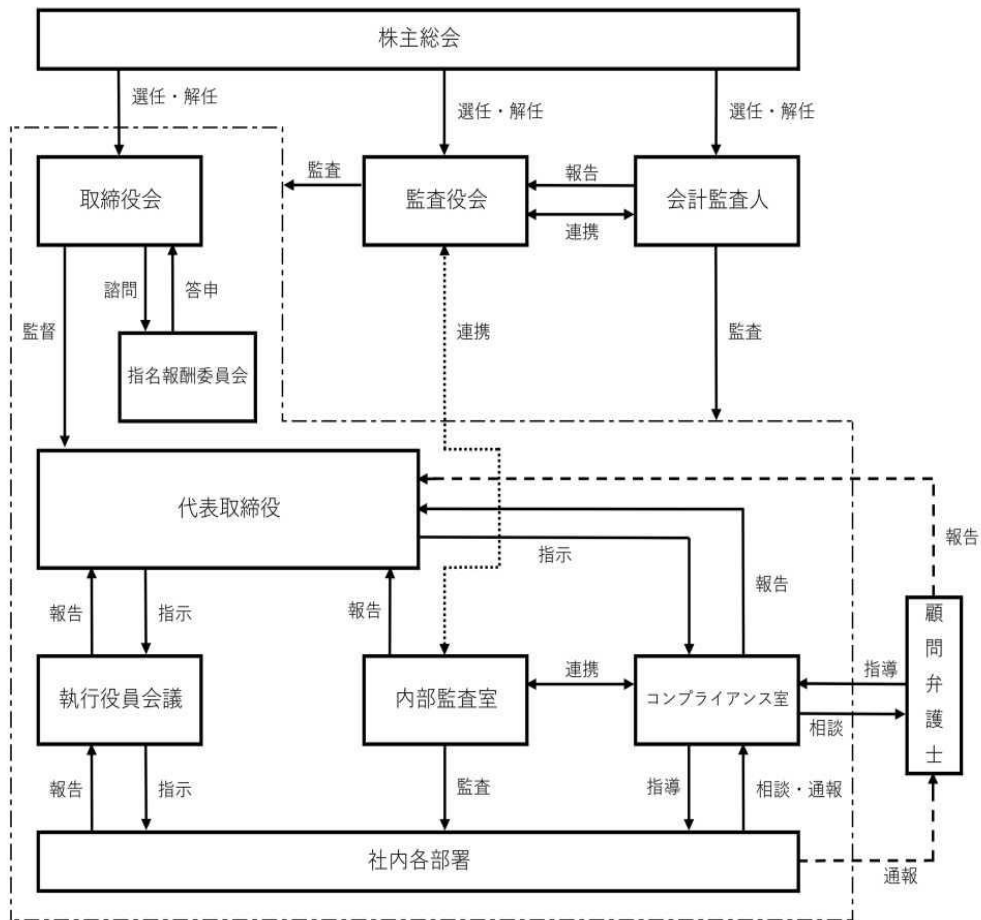 株主総会
選任・解任
選任・解任
選任・解任
取締役会
監査
監査役会
報告
連携
会計監査人
諮問
答申
監督
指名報酬委員会
連携
監査
代表取締役
指示
報告
報告
報告
指示
報告
執行役員会議
内部監査室
連携
コンプライアンス室
指導
相談
顧問弁護士
報告
指示
監査
指導
相談・通報
社内各部署
通報